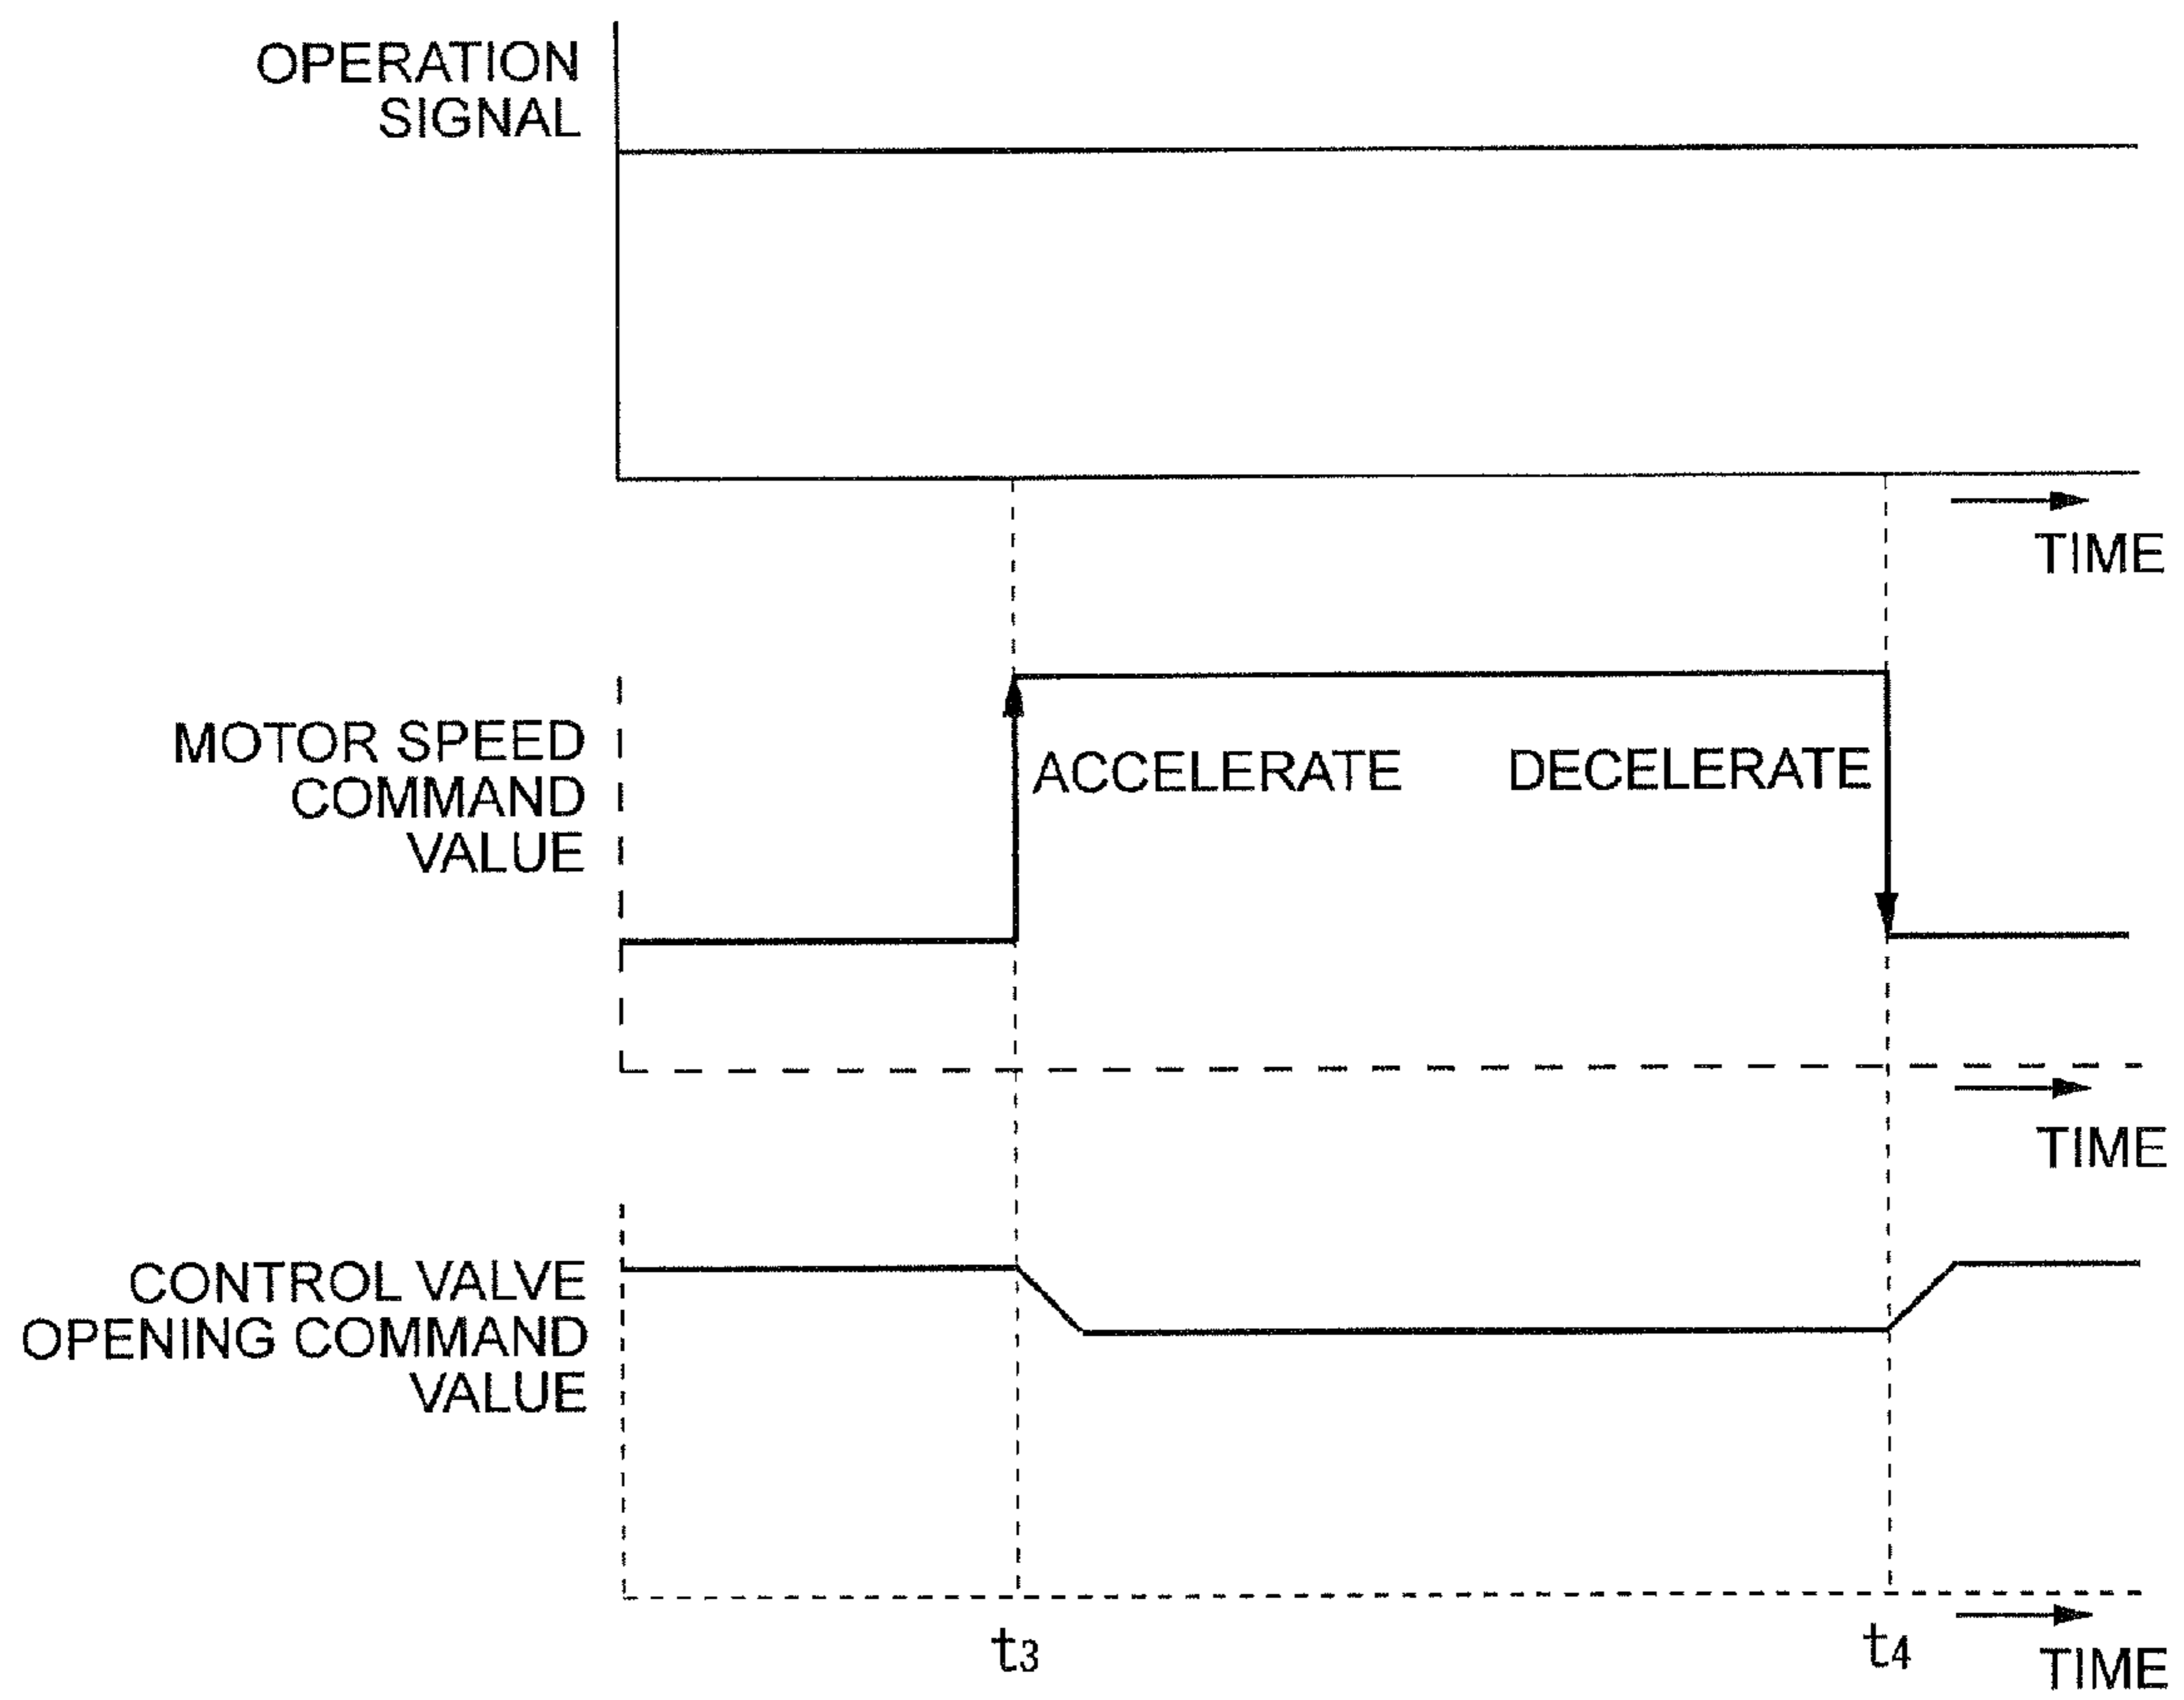 OPERATION
SIGNAL
TIME
MOTOR SPEED
COMMAND
VALUE
ACCELERATE
DECELERATE
TIME
CONTROL VALVE
OPENING COMMAND
VALUE
t3
t4
TIME